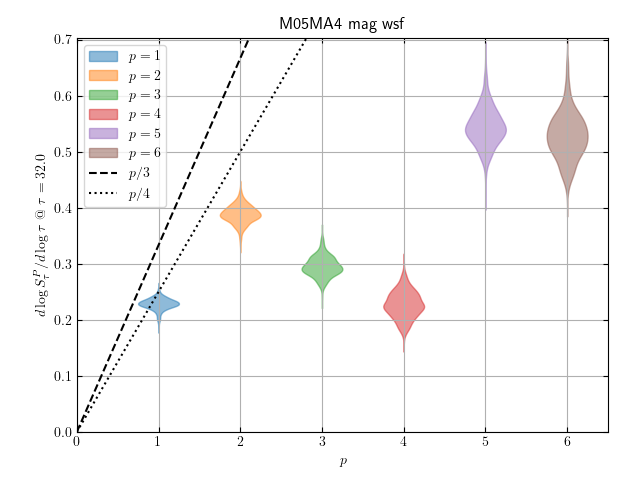 M05MA4 mag wsf
d log S_τ^P / d log τ @ τ = 32.0
0.7
0.6
0.5
0.4
0.3
0.2
0.1
0.0
p = 1
p = 2
p = 3
p = 4
p = 5
p = 6
p/3
p/4
0 1 2 3 4 5 6
p